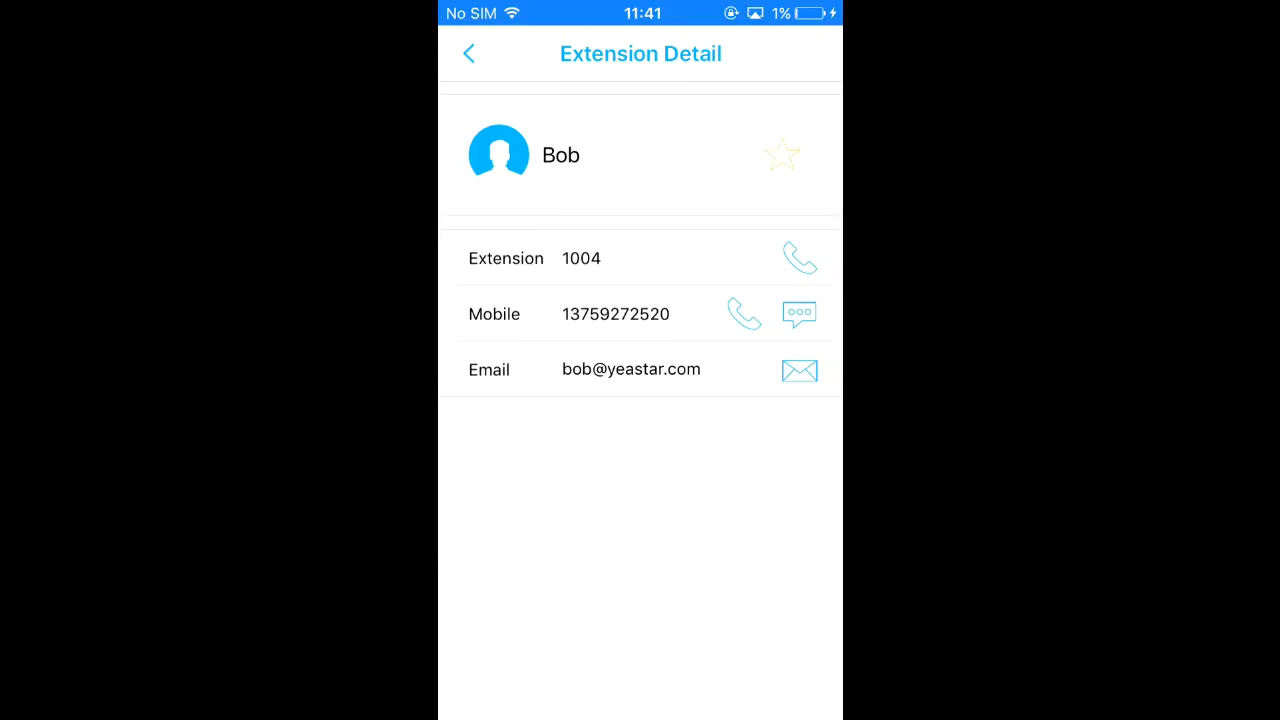 No SIM 11:41 1%
Extension Detail
Bob
Extension 1004
Mobile 13759272520
Email bob@yeastar.com